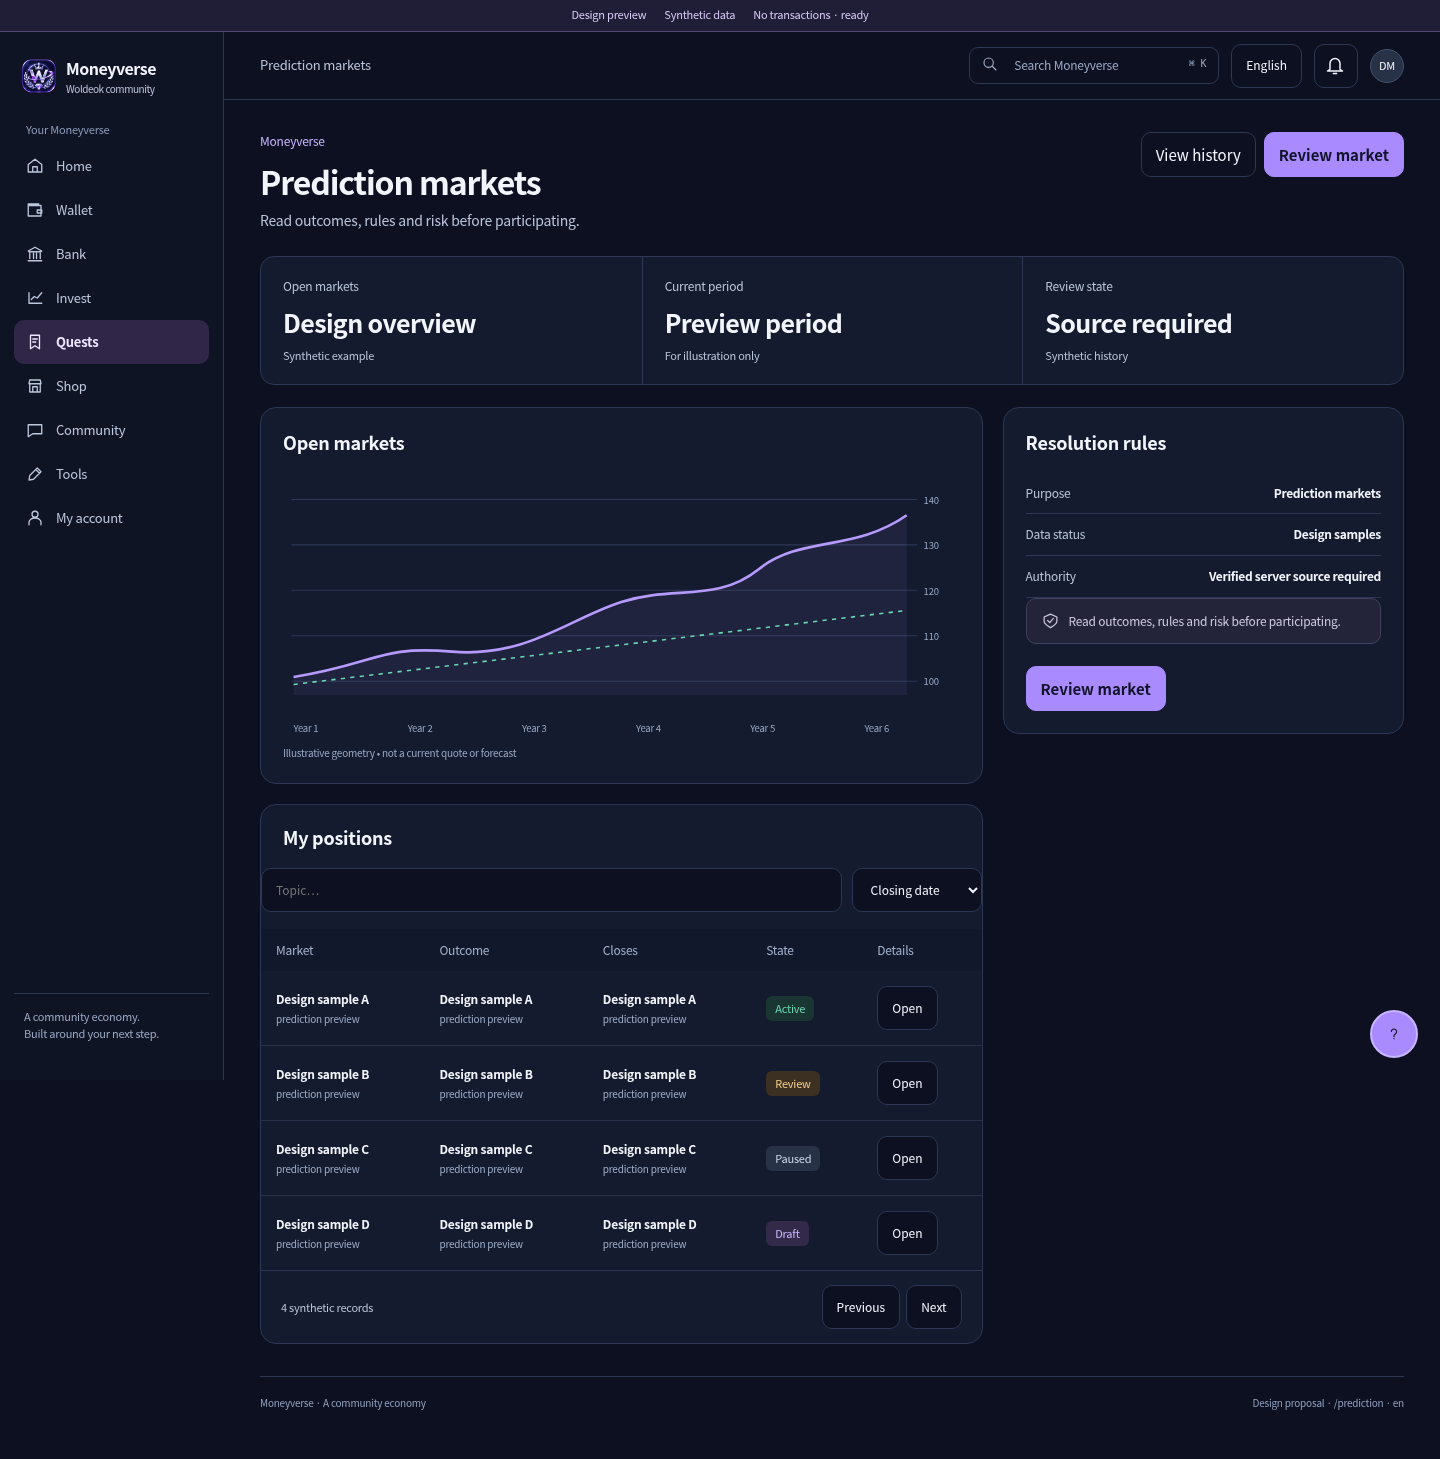 Design preview Synthetic data No transactions · ready
Moneyverse
Woldeok community
Your Moneyverse
Home
Wallet
Bank
Invest
Quests
Shop
Community
Tools
My account
A community economy.
Built around your next step.
Prediction markets
Search Moneyverse ⌘ K
English
DM
Moneyverse
Prediction markets
Read outcomes, rules and risk before participating.
View history
Review market
Open markets
Design overview
Synthetic example
Current period
Preview period
For illustration only
Review state
Source required
Synthetic history
Open markets
140
130
120
110
100
Year 1 Year 2 Year 3 Year 4 Year 5 Year 6
Illustrative geometry • not a current quote or forecast
Resolution rules
Purpose Prediction markets
Data status Design samples
Authority Verified server source required
Read outcomes, rules and risk before participating.
Review market
My positions
Topic…
Closing date
Market Outcome Closes State Details
Design sample A Design sample A Design sample A Active Open
prediction preview prediction preview prediction preview
Design sample B Design sample B Design sample B Review Open
prediction preview prediction preview prediction preview
Design sample C Design sample C Design sample C Paused Open
prediction preview prediction preview prediction preview
Design sample D Design sample D Design sample D Draft Open
prediction preview prediction preview prediction preview
4 synthetic records
Previous
Next
?
Moneyverse · A community economy
Design proposal · /prediction · en